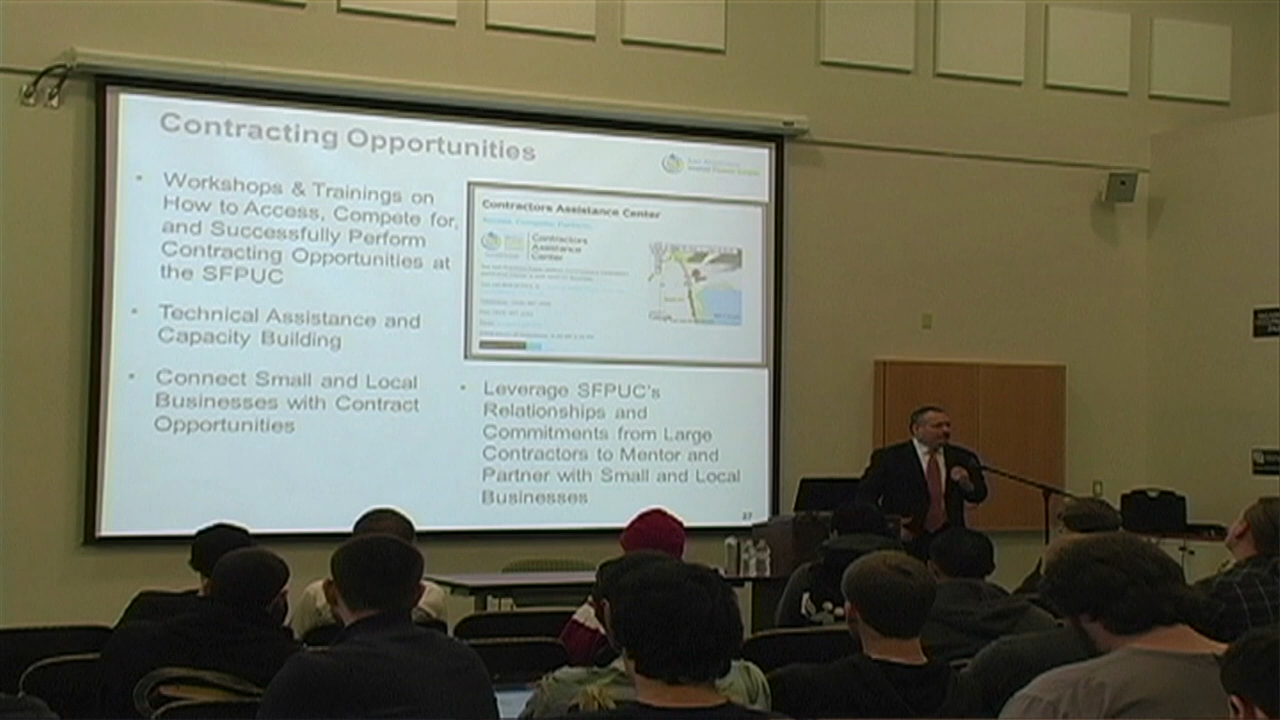 Contracting Opportunities
• Workshops & Trainings on
How to Access, Compete for,
and Successfully Perform
Contracting Opportunities at
the SFPUC
• Technical Assistance and
Capacity Building
• Connect Small and Local
Businesses with Contract
Opportunities
Contractors Assistance Center
Contractors
Assistance
Center
• Leverage SFPUC's
Relationships and
Commitments from Large
Contractors to Mentor and
Partner with Small and Local
Businesses
37